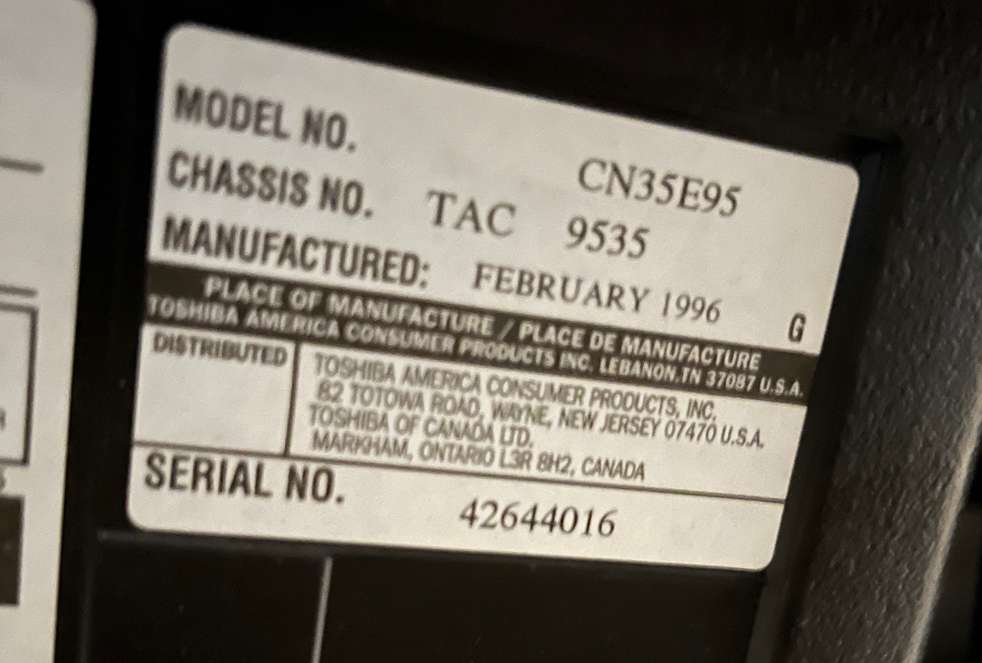 MODEL NO. CN35E95
CHASSIS NO. TAC 9535
MANUFACTURED: FEBRUARY 1996 G
PLACE OF MANUFACTURE / PLACE DE MANUFACTURE
TOSHIBA AMERICA CONSUMER PRODUCTS INC. LEBANON, TN 37087 U.S.A.
DISTRIBUTED
TOSHIBA AMERICA CONSUMER PRODUCTS, INC.
82 TOTOWA ROAD, WAYNE, NEW JERSEY 07470 U.S.A.
TOSHIBA OF CANADA LTD.
MARKHAM, ONTARIO L3R 8H2, CANADA
SERIAL NO. 42644016